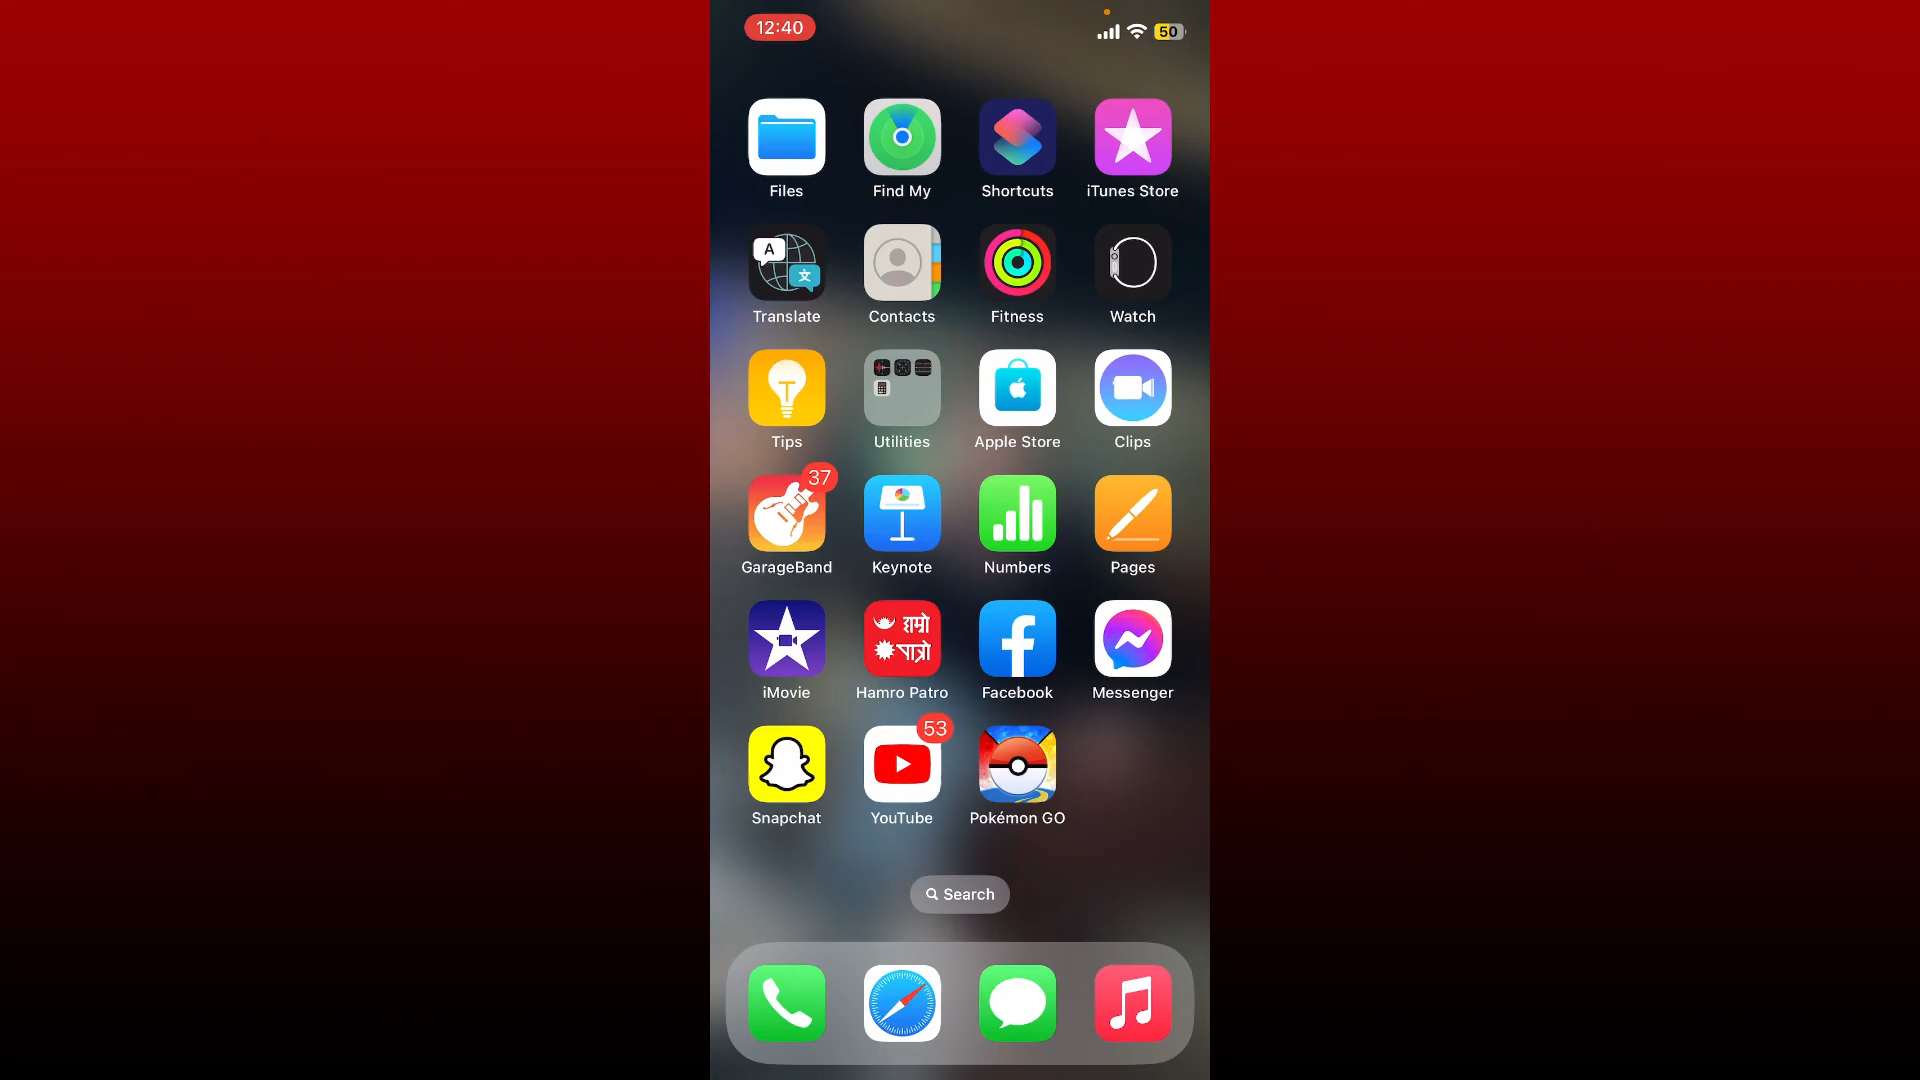 12:40
50
Files
Find My
Shortcuts
iTunes Store
A
文
Translate
Contacts
Fitness
Watch
Tips
Utilities
Apple Store
Clips
37
GarageBand
Keynote
Numbers
Pages
हाम्रो
पात्रो
iMovie
Hamro Patro
Facebook
Messenger
53
Snapchat
YouTube
Pokémon GO
Search